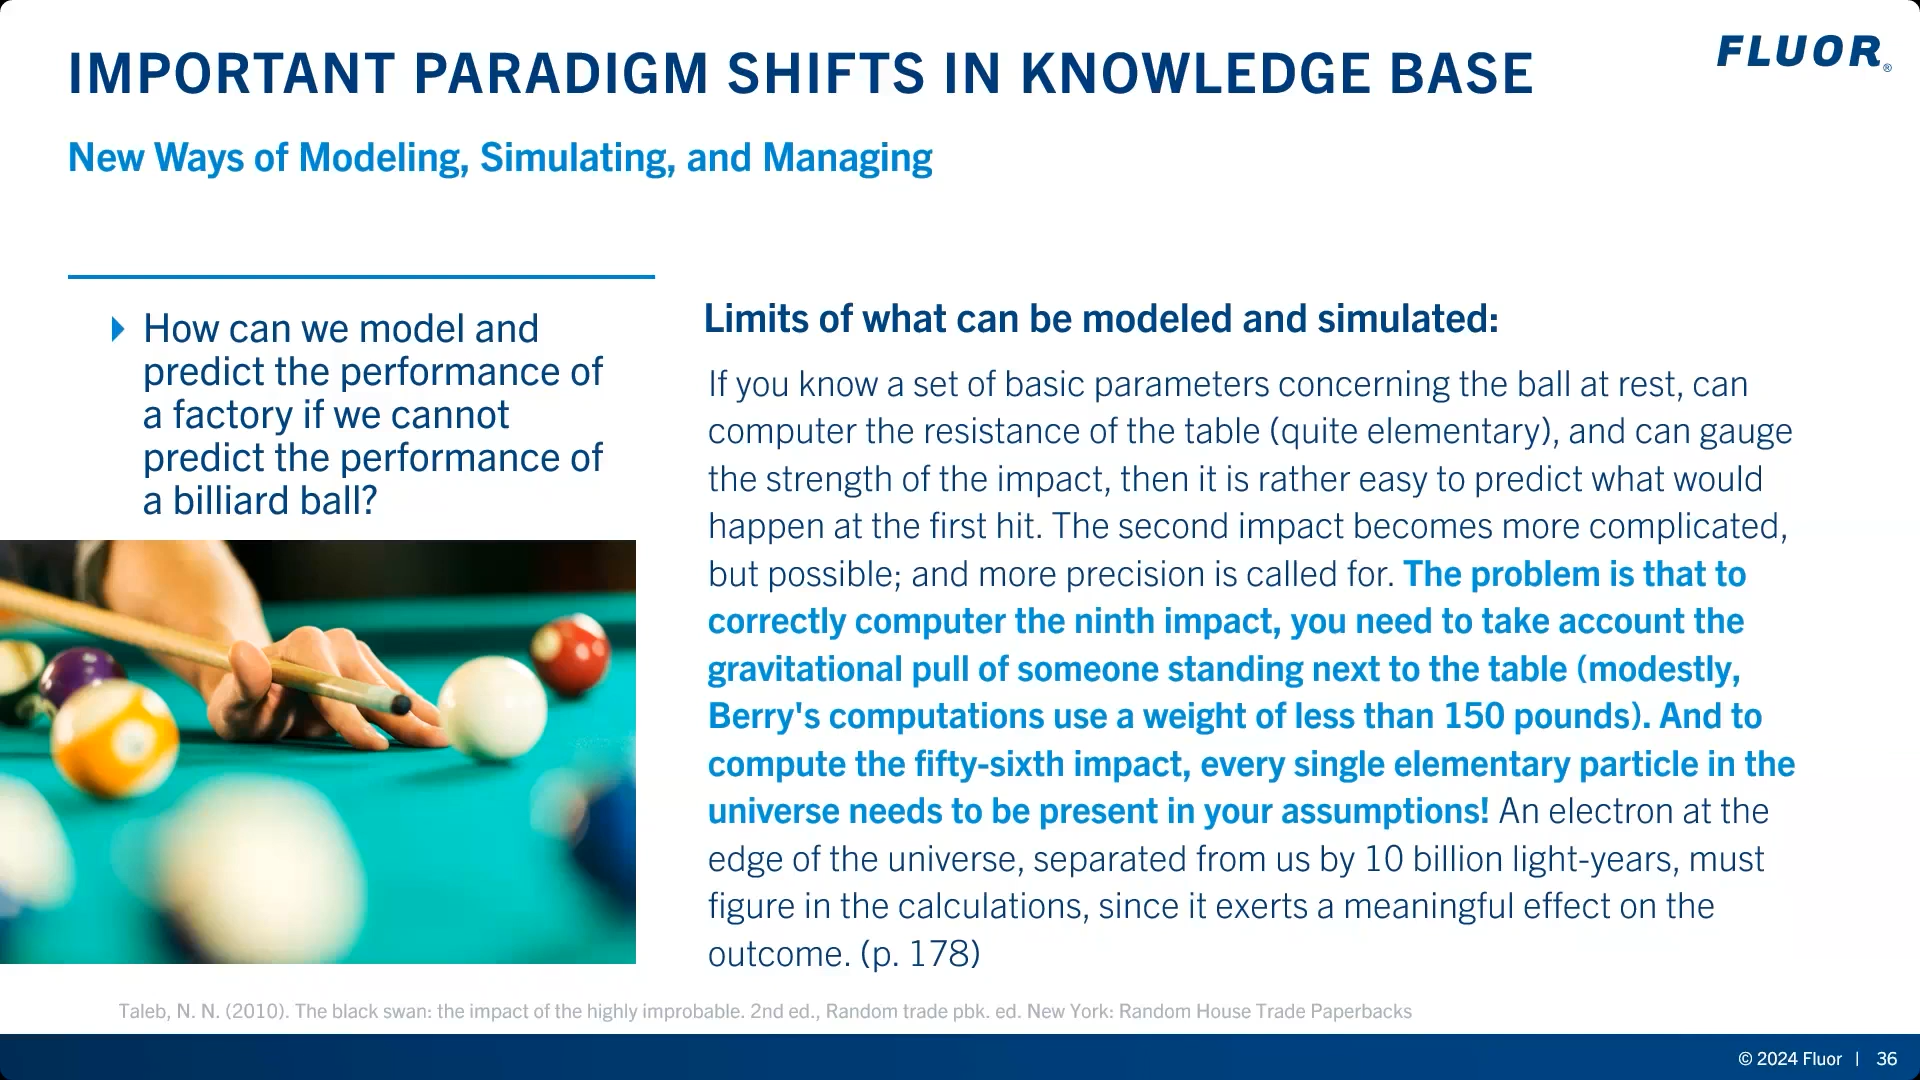 IMPORTANT PARADIGM SHIFTS IN KNOWLEDGE BASE
FLUOR®
New Ways of Modeling, Simulating, and Managing
How can we model and
predict the performance of
a factory if we cannot
predict the performance of
a billiard ball?
Limits of what can be modeled and simulated:
If you know a set of basic parameters concerning the ball at rest, can
computer the resistance of the table (quite elementary), and can gauge
the strength of the impact, then it is rather easy to predict what would
happen at the first hit. The second impact becomes more complicated,
but possible; and more precision is called for. The problem is that to
correctly computer the ninth impact, you need to take account the
gravitational pull of someone standing next to the table (modestly,
Berry's computations use a weight of less than 150 pounds). And to
compute the fifty-sixth impact, every single elementary particle in the
universe needs to be present in your assumptions! An electron at the
edge of the universe, separated from us by 10 billion light-years, must
figure in the calculations, since it exerts a meaningful effect on the
outcome. (p. 178)
Taleb, N. N. (2010). The black swan: the impact of the highly improbable. 2nd ed., Random trade pbk. ed. New York: Random House Trade Paperbacks
© 2024 Fluor | 36